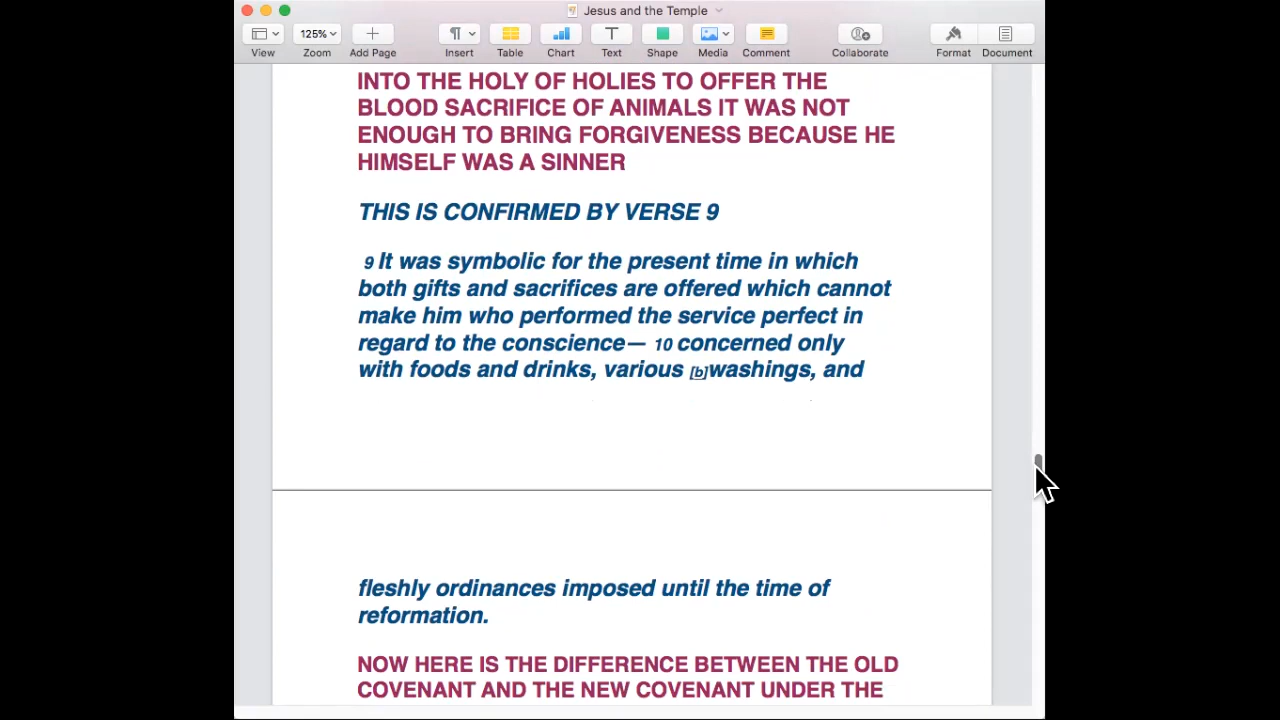 Jesus and the Temple
125%
View
Zoom
Add Page
Insert
Table
Chart
Text
Shape
Media
Comment
Collaborate
Format
Document
INTO THE HOLY OF HOLIES TO OFFER THE
BLOOD SACRIFICE OF ANIMALS IT WAS NOT
ENOUGH TO BRING FORGIVENESS BECAUSE HE
HIMSELF WAS A SINNER
THIS IS CONFIRMED BY VERSE 9
9 It was symbolic for the present time in which
both gifts and sacrifices are offered which cannot
make him who performed the service perfect in
regard to the conscience— 10 concerned only
with foods and drinks, various [b]washings, and
fleshly ordinances imposed until the time of
reformation.
NOW HERE IS THE DIFFERENCE BETWEEN THE OLD
COVENANT AND THE NEW COVENANT UNDER THE